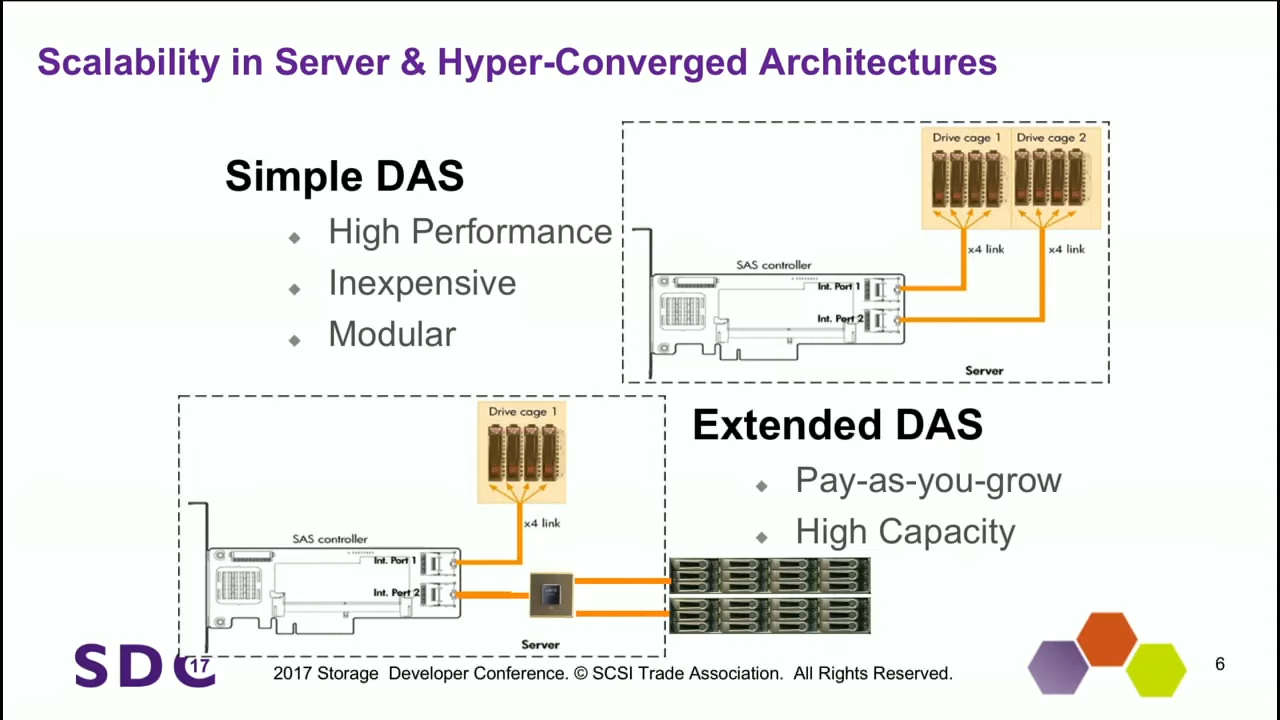 Scalability in Server & Hyper-Converged Architectures
Simple DAS
High Performance
Inexpensive
Modular
Drive cage 1
Drive cage 2
x4 link
x4 link
SAS controller
Int. Port 1
Int. Port 2
Server
Extended DAS
Pay-as-you-grow
High Capacity
Drive cage 1
x4 link
SAS controller
Int. Port 1
Int. Port 2
Server
SDC 17
2017 Storage Developer Conference. © SCSI Trade Association. All Rights Reserved.
6